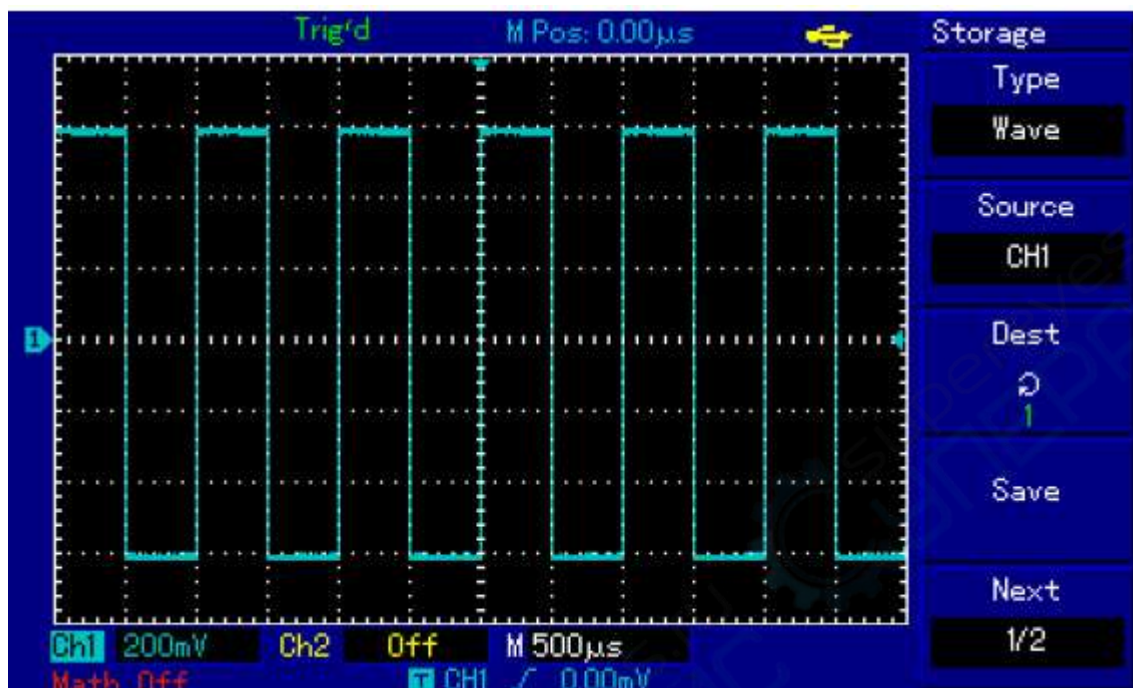 Trig'd M Pos: 0.00μs Storage
Type
Wave
Source
CH1
1
Dest
1
Save
Next
1/2
Ch1 200mV Ch2 Off M 500μs
Math Off T CH1 0.00mV